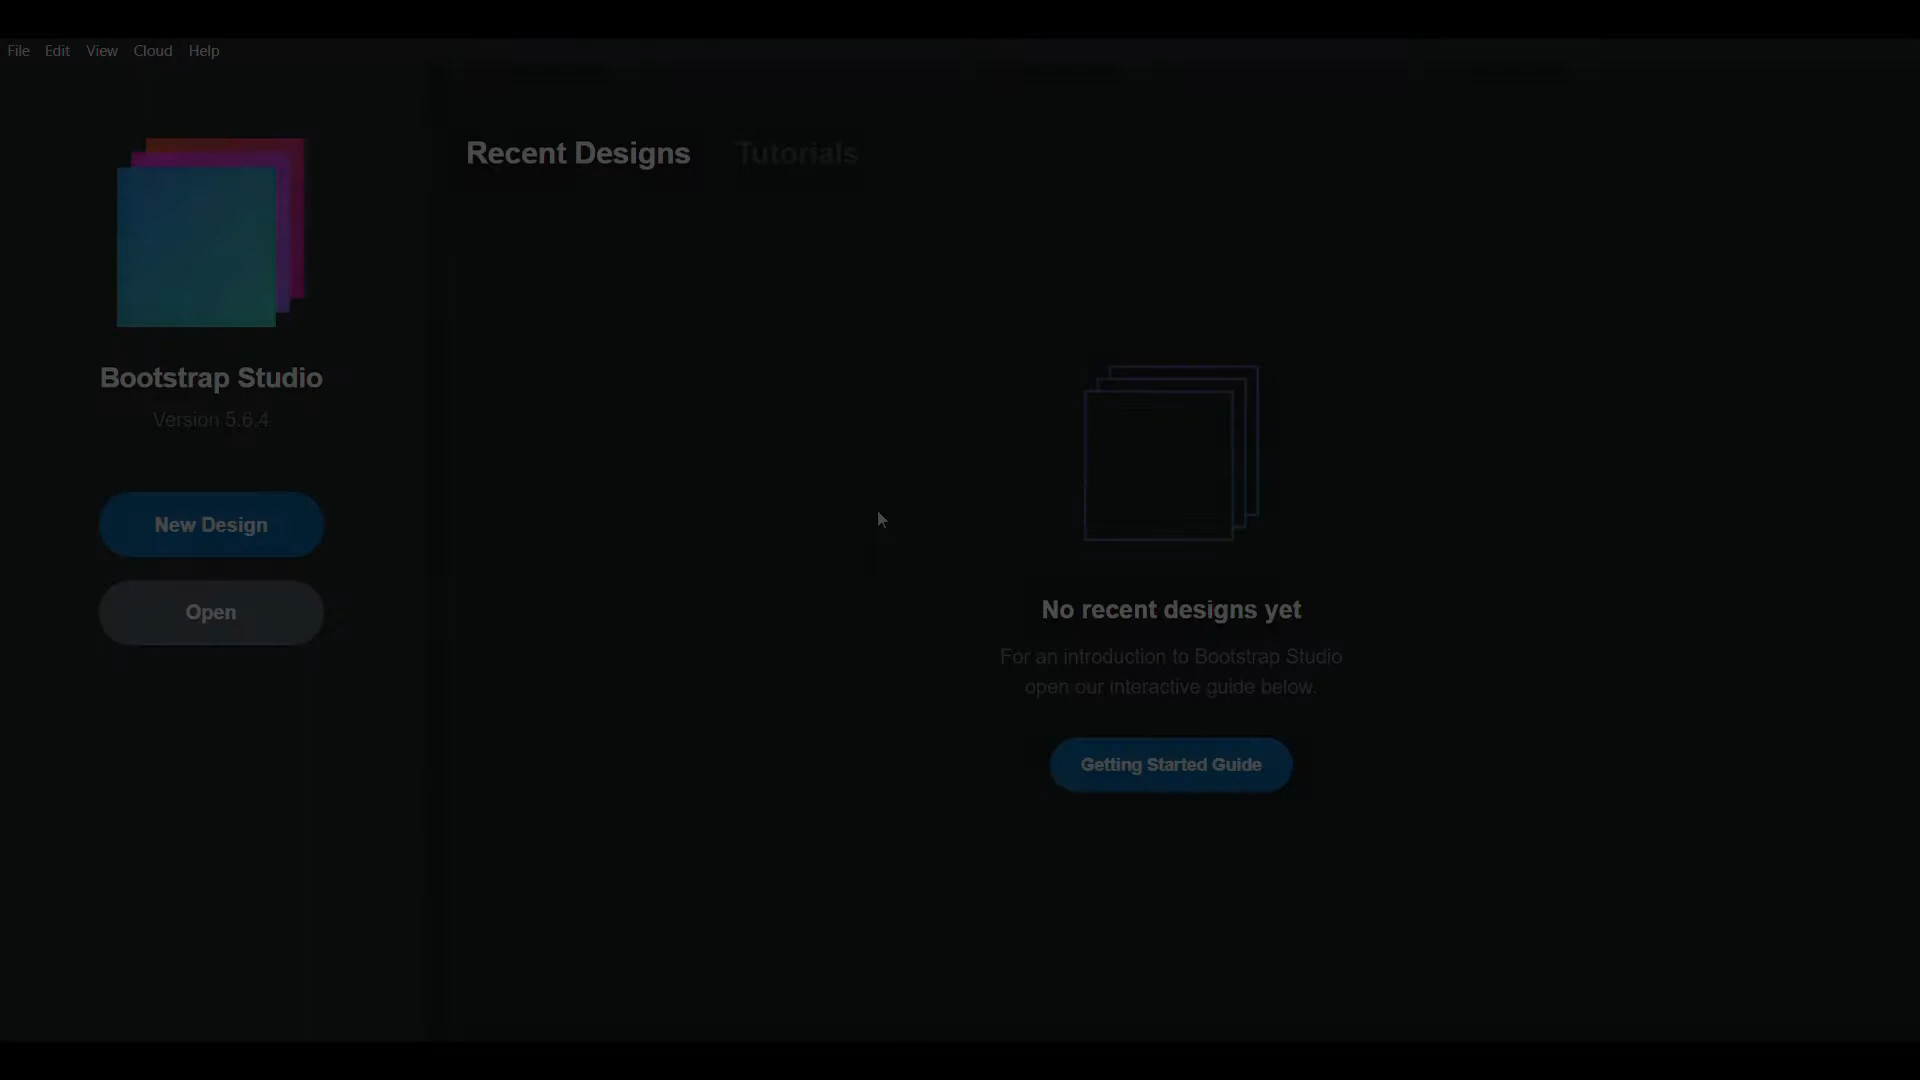 File Edit View Cloud Help
Recent Designs Tutorials
Bootstrap Studio
Version 5.6.4
New Design
Open
No recent designs yet
For an introduction to Bootstrap Studio
open our interactive guide below.
Getting Started Guide